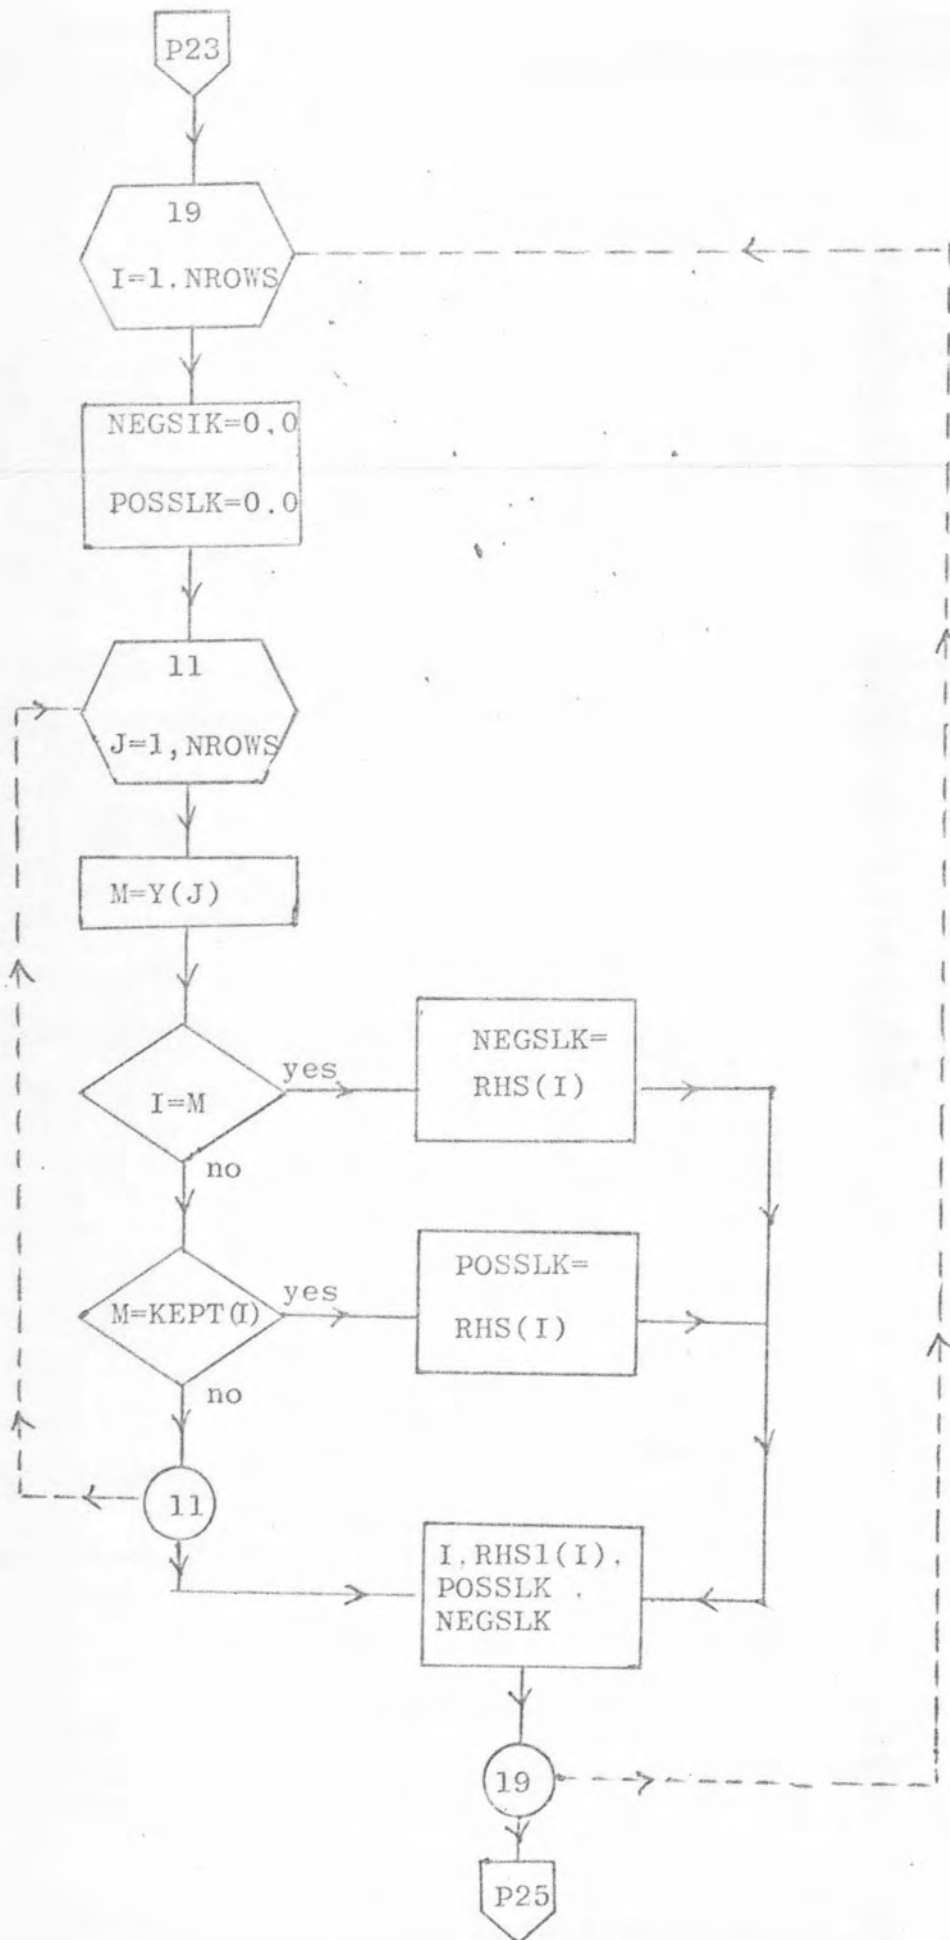 P23
19
I=1.NROWS
NEGSIK=0.0
POSSLK=0.0
11
J=1,NROWS
M=Y(J)
I=M
yes
NEGSLK=
RHS(I)
no
M=KEPT(I)
yes
POSSLK=
RHS(I)
no
11
I.RHS1(I).
POSSLK .
NEGSLK
19
P25